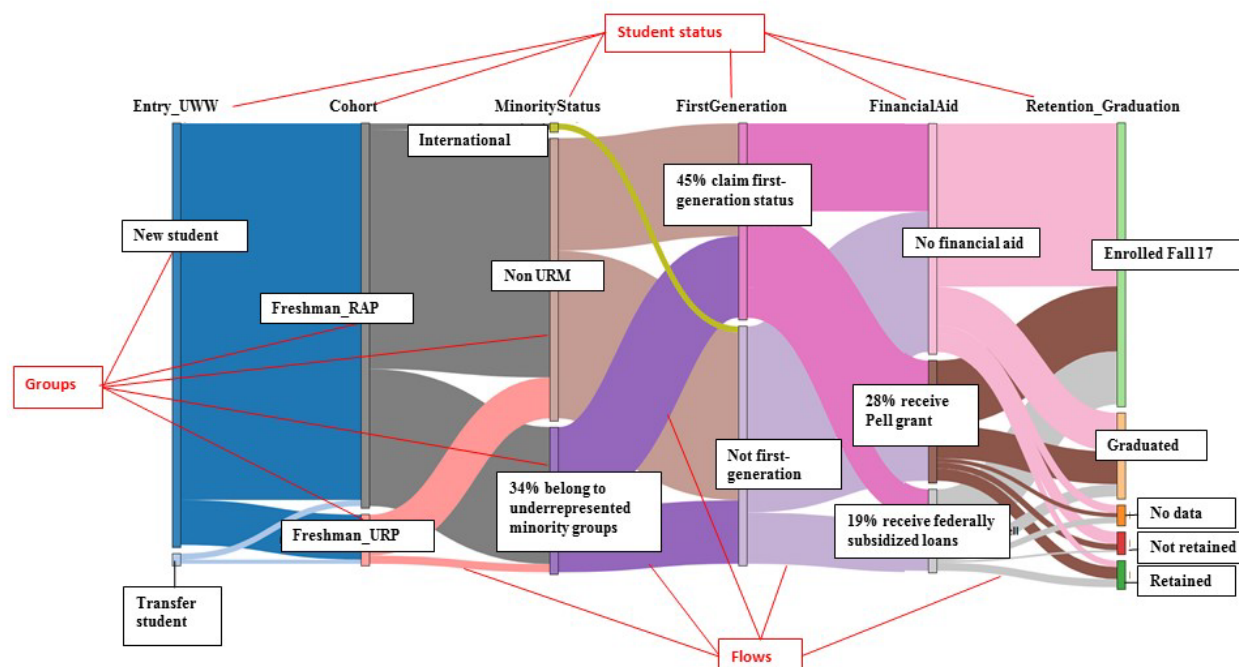 Student status
Entry_UWW
Cohort
MinorityStatus
FirstGeneration
FinancialAid
Retention_Graduation
International
45% claim first-
generation status
New student
No financial aid
Enrolled Fall 17
Non URM
Freshman_RAP
Groups
28% receive
Pell grant
Graduated
Not first-
generation
34% belong to
underrepresented
minority groups
19% receive federally
subsidized loans
No data
Freshman_URP
Not retained
Retained
Transfer
student
Flows